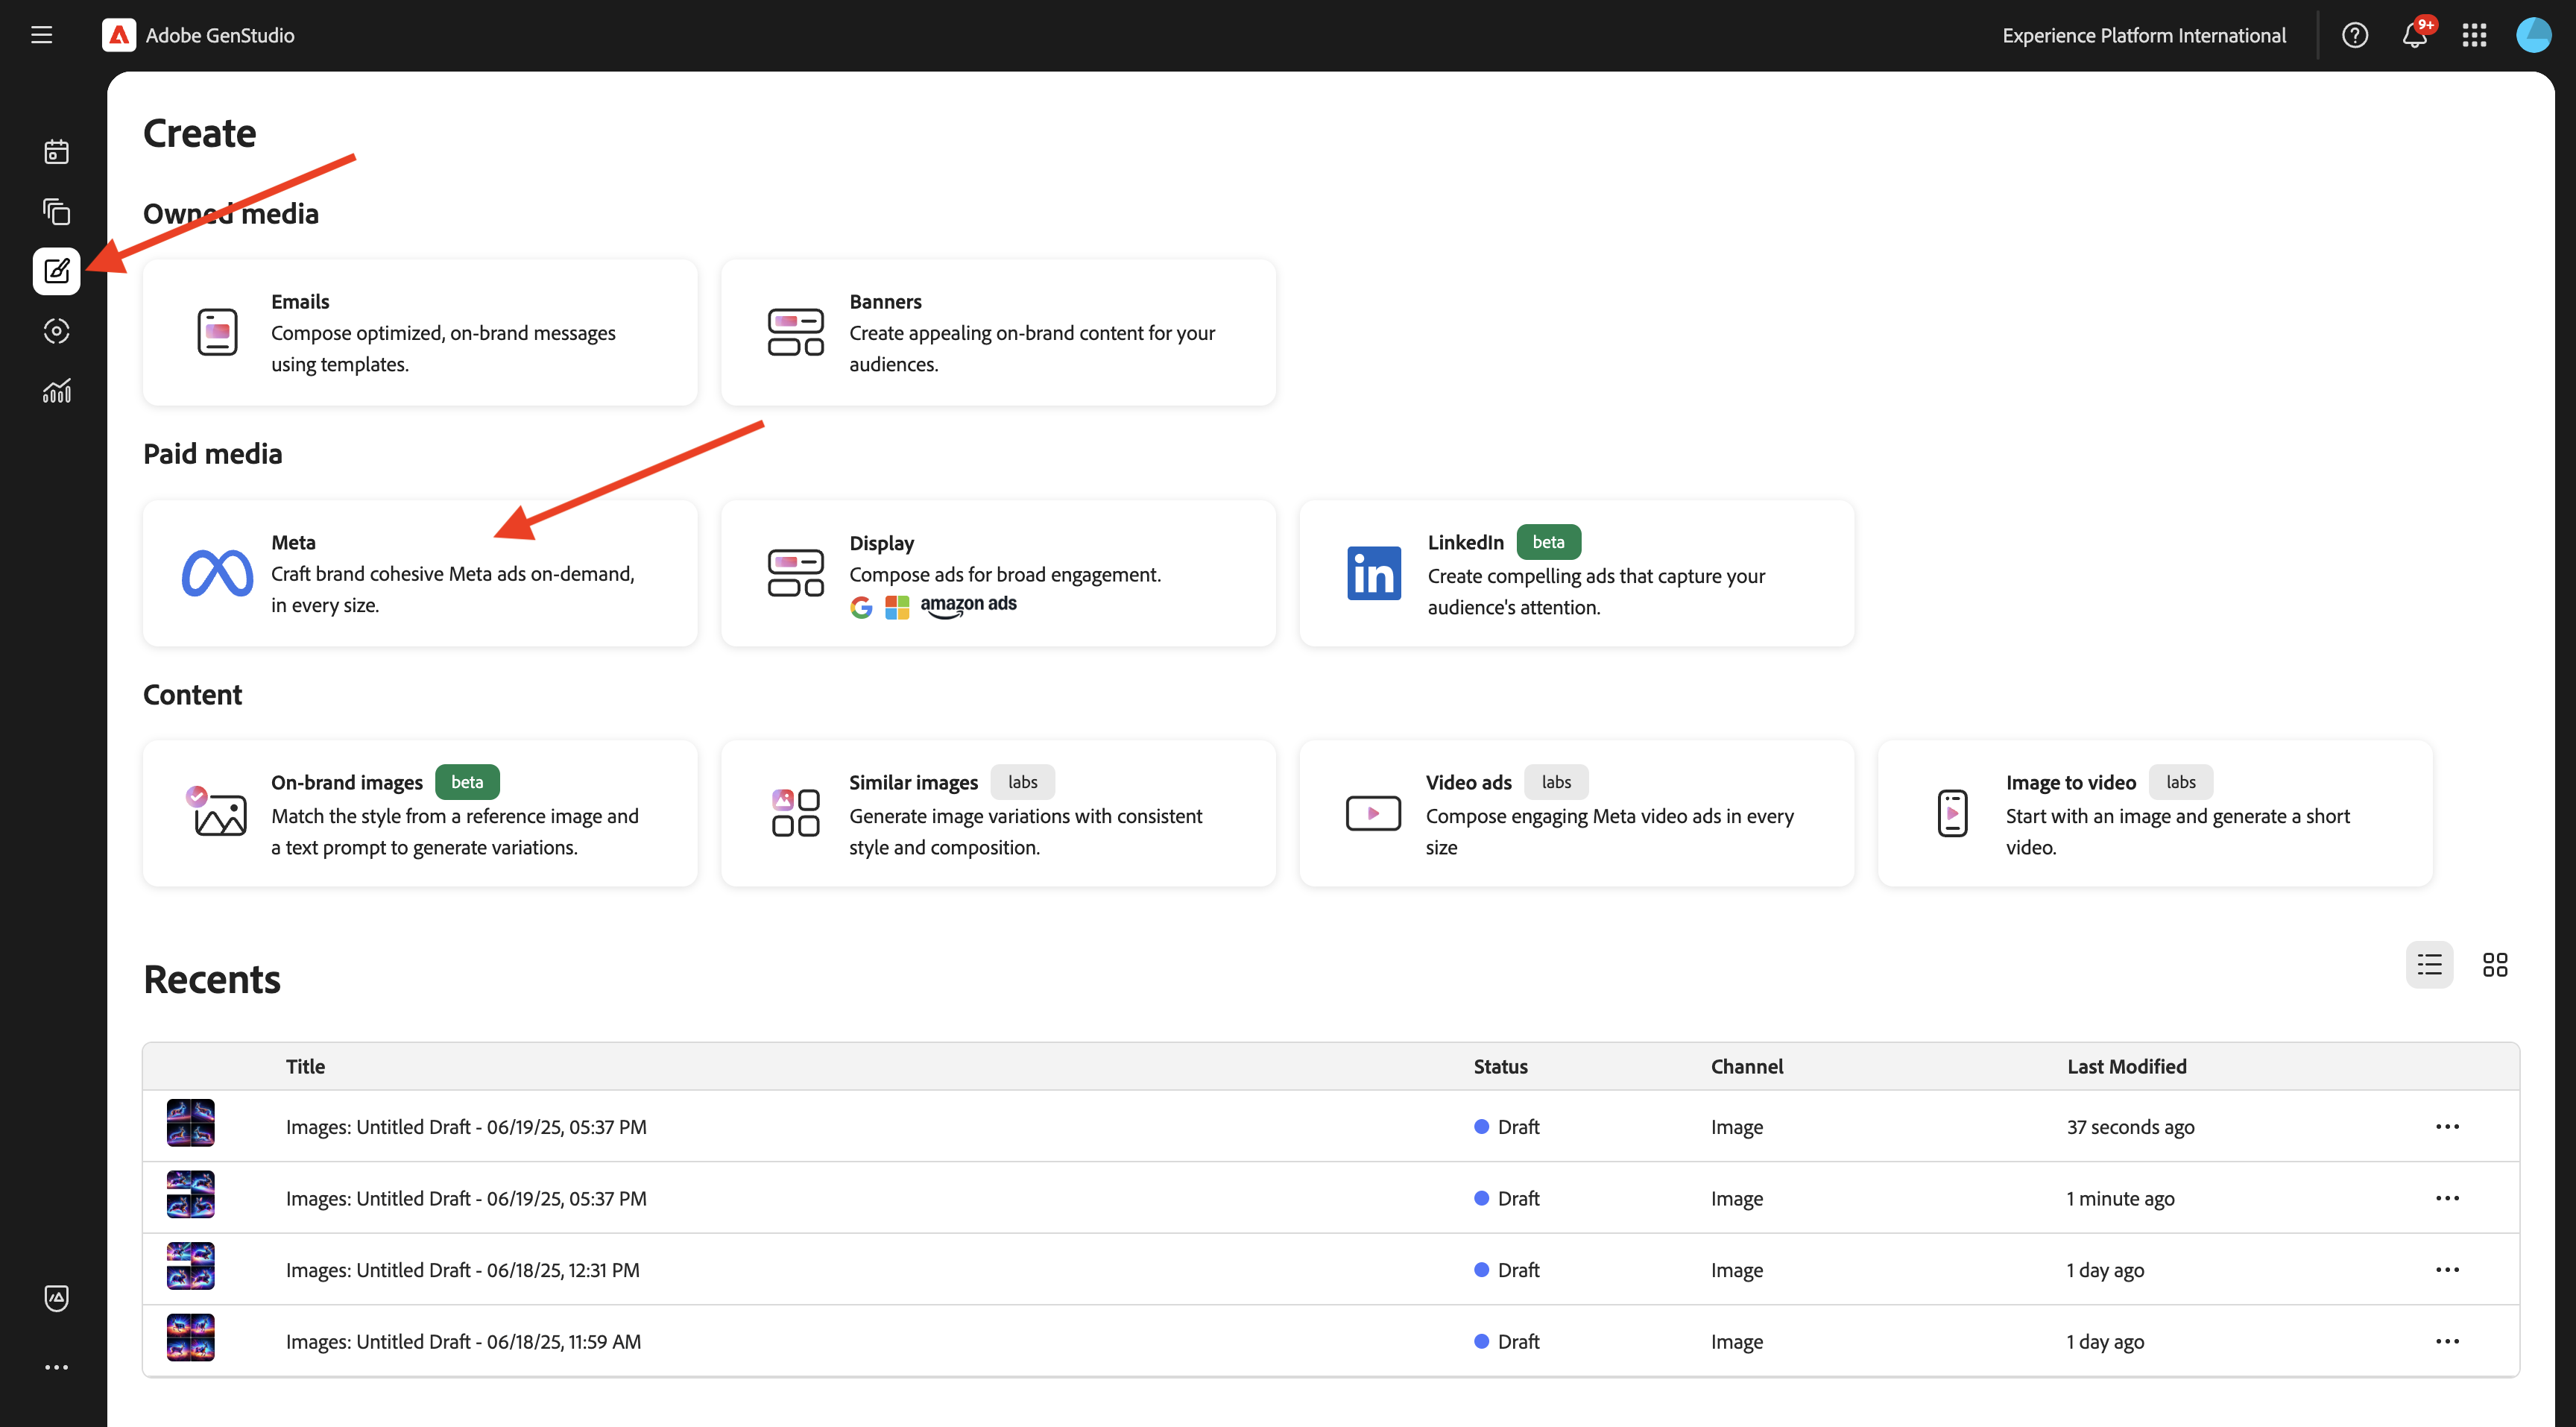 Adobe GenStudio
Experience Platform International
9+
Create
Owned media
Emails
Compose optimized, on-brand messages
using templates.
Banners
Create appealing on-brand content for your
audiences.
Paid media
Meta
Craft brand cohesive Meta ads on-demand,
in every size.
Display
Compose ads for broad engagement.
amazon ads
LinkedIn beta
in
Create compelling ads that capture your
audience's attention.
Content
On-brand images beta
Match the style from a reference image and
a text prompt to generate variations.
Similar images labs
Generate image variations with consistent
style and composition.
Video ads labs
Compose engaging Meta video ads in every
size
Image to video labs
Start with an image and generate a short
video.
Recents
Title Status Channel Last Modified
Images: Untitled Draft - 06/19/25, 05:37 PM Draft Image 37 seconds ago
Images: Untitled Draft - 06/19/25, 05:37 PM Draft Image 1 minute ago
Images: Untitled Draft - 06/18/25, 12:31 PM Draft Image 1 day ago
Images: Untitled Draft - 06/18/25, 11:59 AM Draft Image 1 day ago